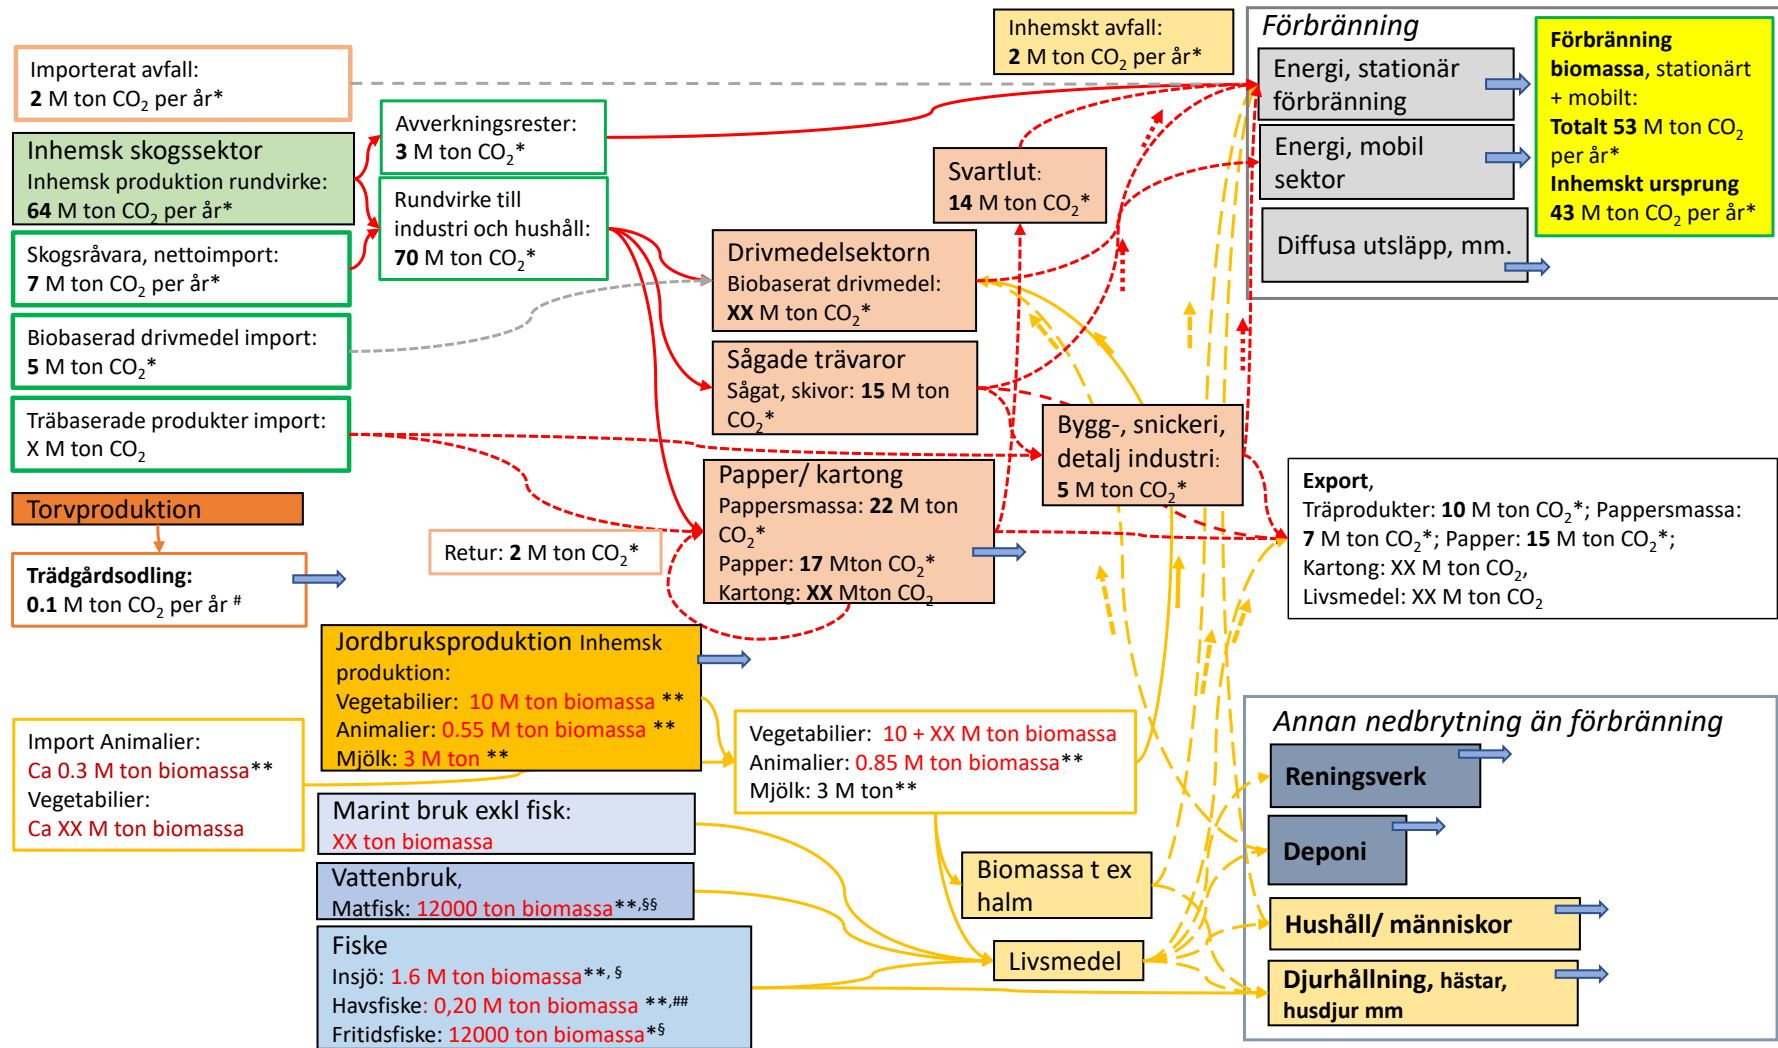 Importerat avfall:
2 M ton CO₂ per år*
Inhemsk skogssektor
Inhemsk produktion rundvirke:
64 M ton CO₂ per år*
Skogsråvara, nettoimport:
7 M ton CO₂ per år*
Biobaserad drivmedel import:
5 M ton CO₂*
Träbaserade produkter import:
X M ton CO₂
Torvproduktion
Trädgårdsodling:
0.1 M ton CO₂ per år #
Import Animalier:
Ca 0.3 M ton biomassa**
Vegetabilier:
Ca XX M ton biomassa
Avverkningsrester:
3 M ton CO₂*
Rundvirke till
industri och hushåll:
70 M ton CO₂*
Retur: 2 M ton CO₂*
Jordbruksproduktion Inhemsk
produktion:
Vegetabilier: 10 M ton biomassa **
Animalier: 0.55 M ton biomassa **
Mjölk: 3 M ton **
Marint bruk exkl fisk:
XX ton biomassa
Vattenbruk,
Matfisk: 12000 ton biomassa**,§§
Fiske
Insjö: 1.6 M ton biomassa**, §
Havsfiske: 0,20 M ton biomassa **,##
Fritidsfiske: 12000 ton biomassa*§
Inhemskt avfall:
2 M ton CO₂ per år*
Svartlut:
14 M ton CO₂*
Drivmedelsektorn
Biobaserat drivmedel:
XX M ton CO₂*
Sågade trävaror
Sågat, skivor: 15 M ton
CO₂*
Papper/ kartong
Pappersmassa: 22 M ton
CO₂*
Papper: 17 Mton CO₂*
Kartong: XX Mton CO₂
Bygg-, snickeri,
detalj industri:
5 M ton CO₂*
Vegetabilier: 10 + XX M ton biomassa
Animalier: 0.85 M ton biomassa**
Mjölk: 3 M ton**
Biomassa t ex
halm
Livsmedel
Förbränning
Energi, stationär
förbränning
Energi, mobil
sektor
Diffusa utsläpp, mm.
Förbränning
biomassa, stationärt
+ mobilt:
Totalt 53 M ton CO₂
per år*
Inhemskt ursprung
43 M ton CO₂ per år*
Export,
Träprodukter: 10 M ton CO₂*; Pappersmassa:
7 M ton CO₂*; Papper: 15 M ton CO₂*;
Kartong: XX M ton CO₂,
Livsmedel: XX M ton CO₂
Annan nedbrytning än förbränning
Reningsverk
Deponi
Hushåll/ människor
Djurhållning, hästar,
husdjur mm